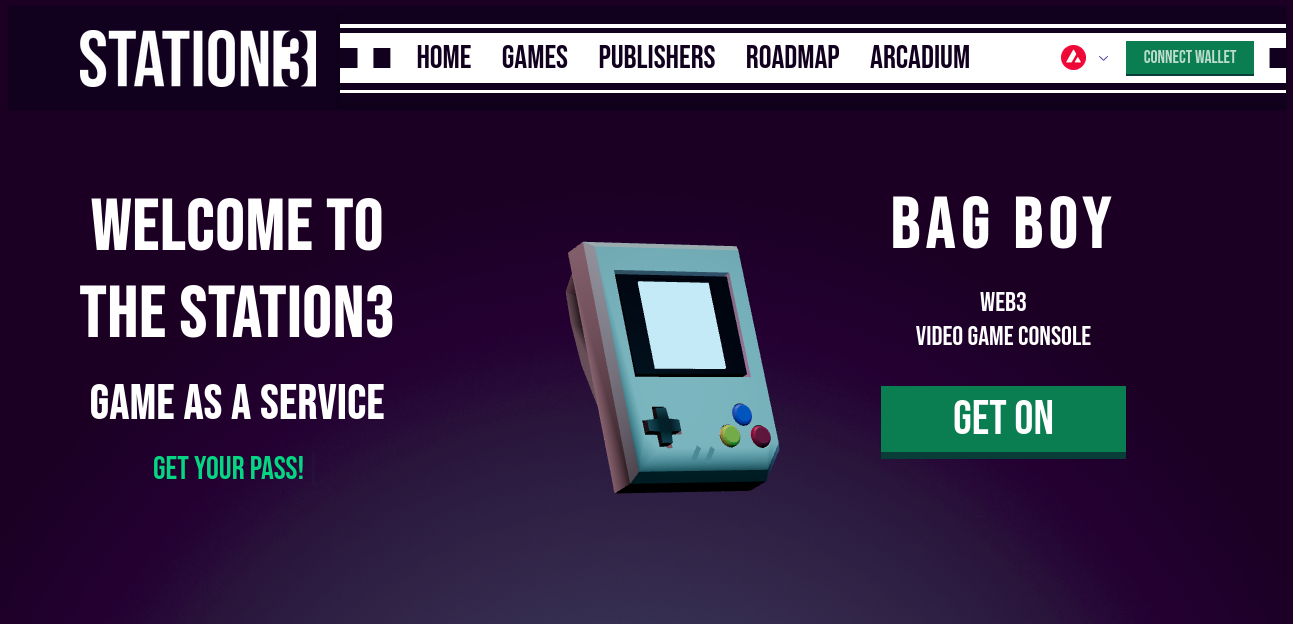 STATION3
HOME GAMES PUBLISHERS ROADMAP ARCADIUM
CONNECT WALLET
WELCOME TO
THE STATION3
GAME AS A SERVICE
GET YOUR PASS!
BAG BOY
WEB3
VIDEO GAME CONSOLE
GET ON